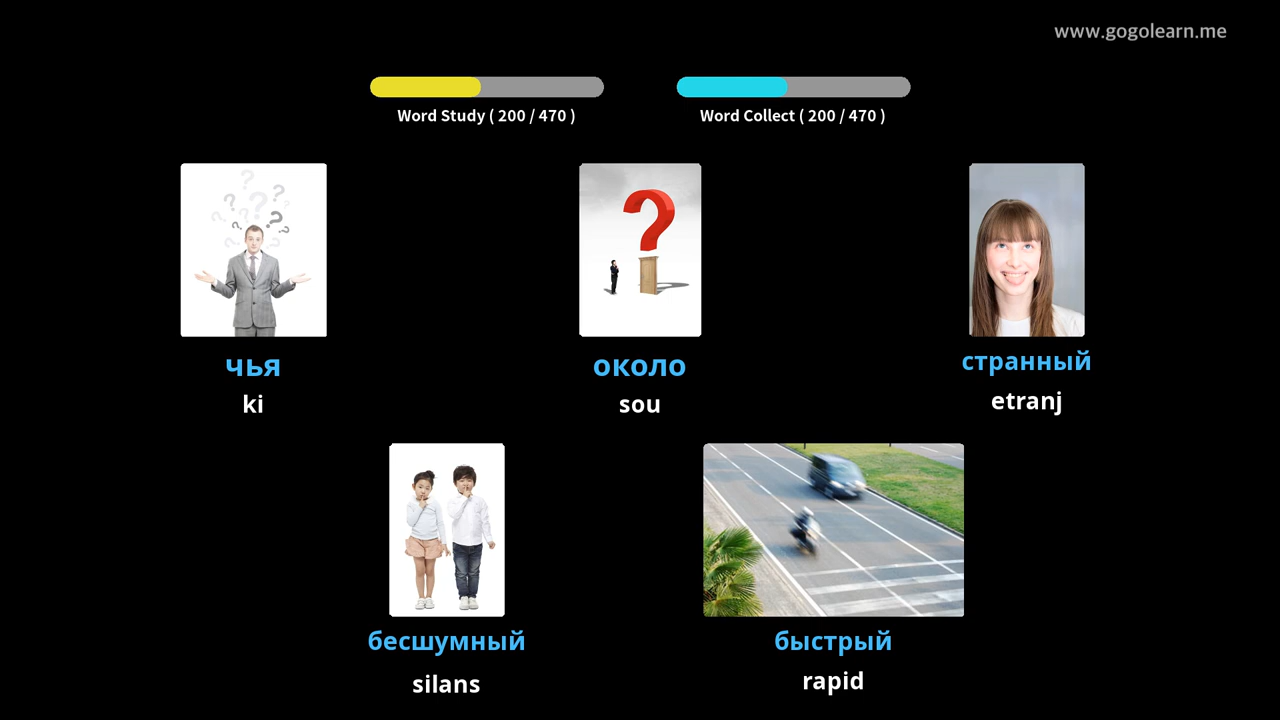 www.gogolearn.me
Word Study ( 200 / 470 )
Word Collect ( 200 / 470 )
чья
ki
около
sou
странный
etranj
бесшумный
silans
быстрый
rapid